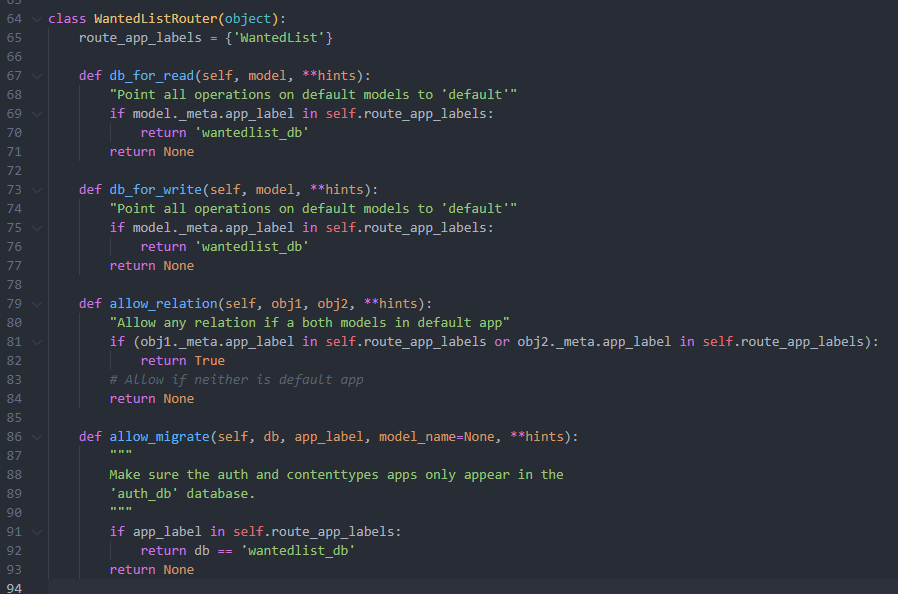 64 class WantedListRouter(object):
65     route_app_labels = {'WantedList'}
66
67     def db_for_read(self, model, **hints):
68         "Point all operations on default models to 'default'"
69         if model._meta.app_label in self.route_app_labels:
70             return 'wantedlist_db'
71         return None
72
73     def db_for_write(self, model, **hints):
74         "Point all operations on default models to 'default'"
75         if model._meta.app_label in self.route_app_labels:
76             return 'wantedlist_db'
77         return None
78
79     def allow_relation(self, obj1, obj2, **hints):
80         "Allow any relation if a both models in default app"
81         if (obj1._meta.app_label in self.route_app_labels or obj2._meta.app_label in self.route_app_labels):
82             return True
83         # Allow if neither is default app
84         return None
85
86     def allow_migrate(self, db, app_label, model_name=None, **hints):
87         """
88         Make sure the auth and contenttypes apps only appear in the
89         'auth_db' database.
90         """
91         if app_label in self.route_app_labels:
92             return db == 'wantedlist_db'
93         return None
94